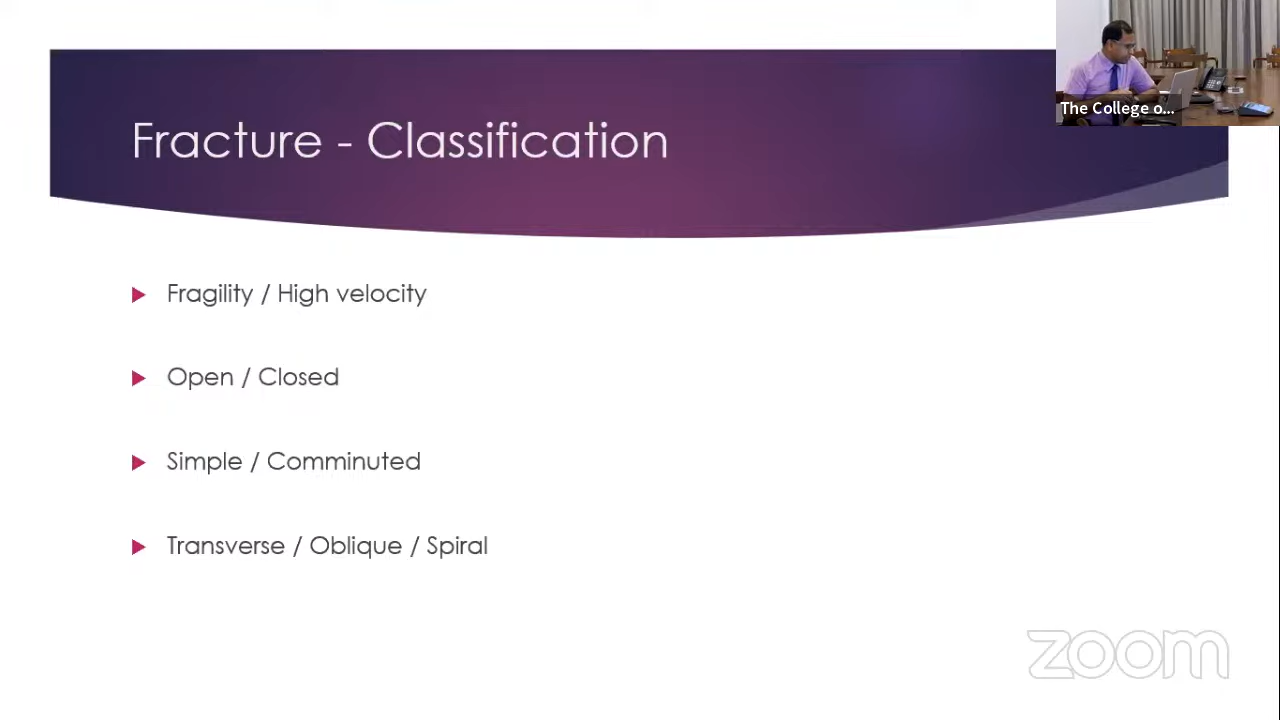 The College o...
Fracture - Classification
Fragility / High velocity
Open / Closed
Simple / Comminuted
Transverse / Oblique / Spiral
zoom